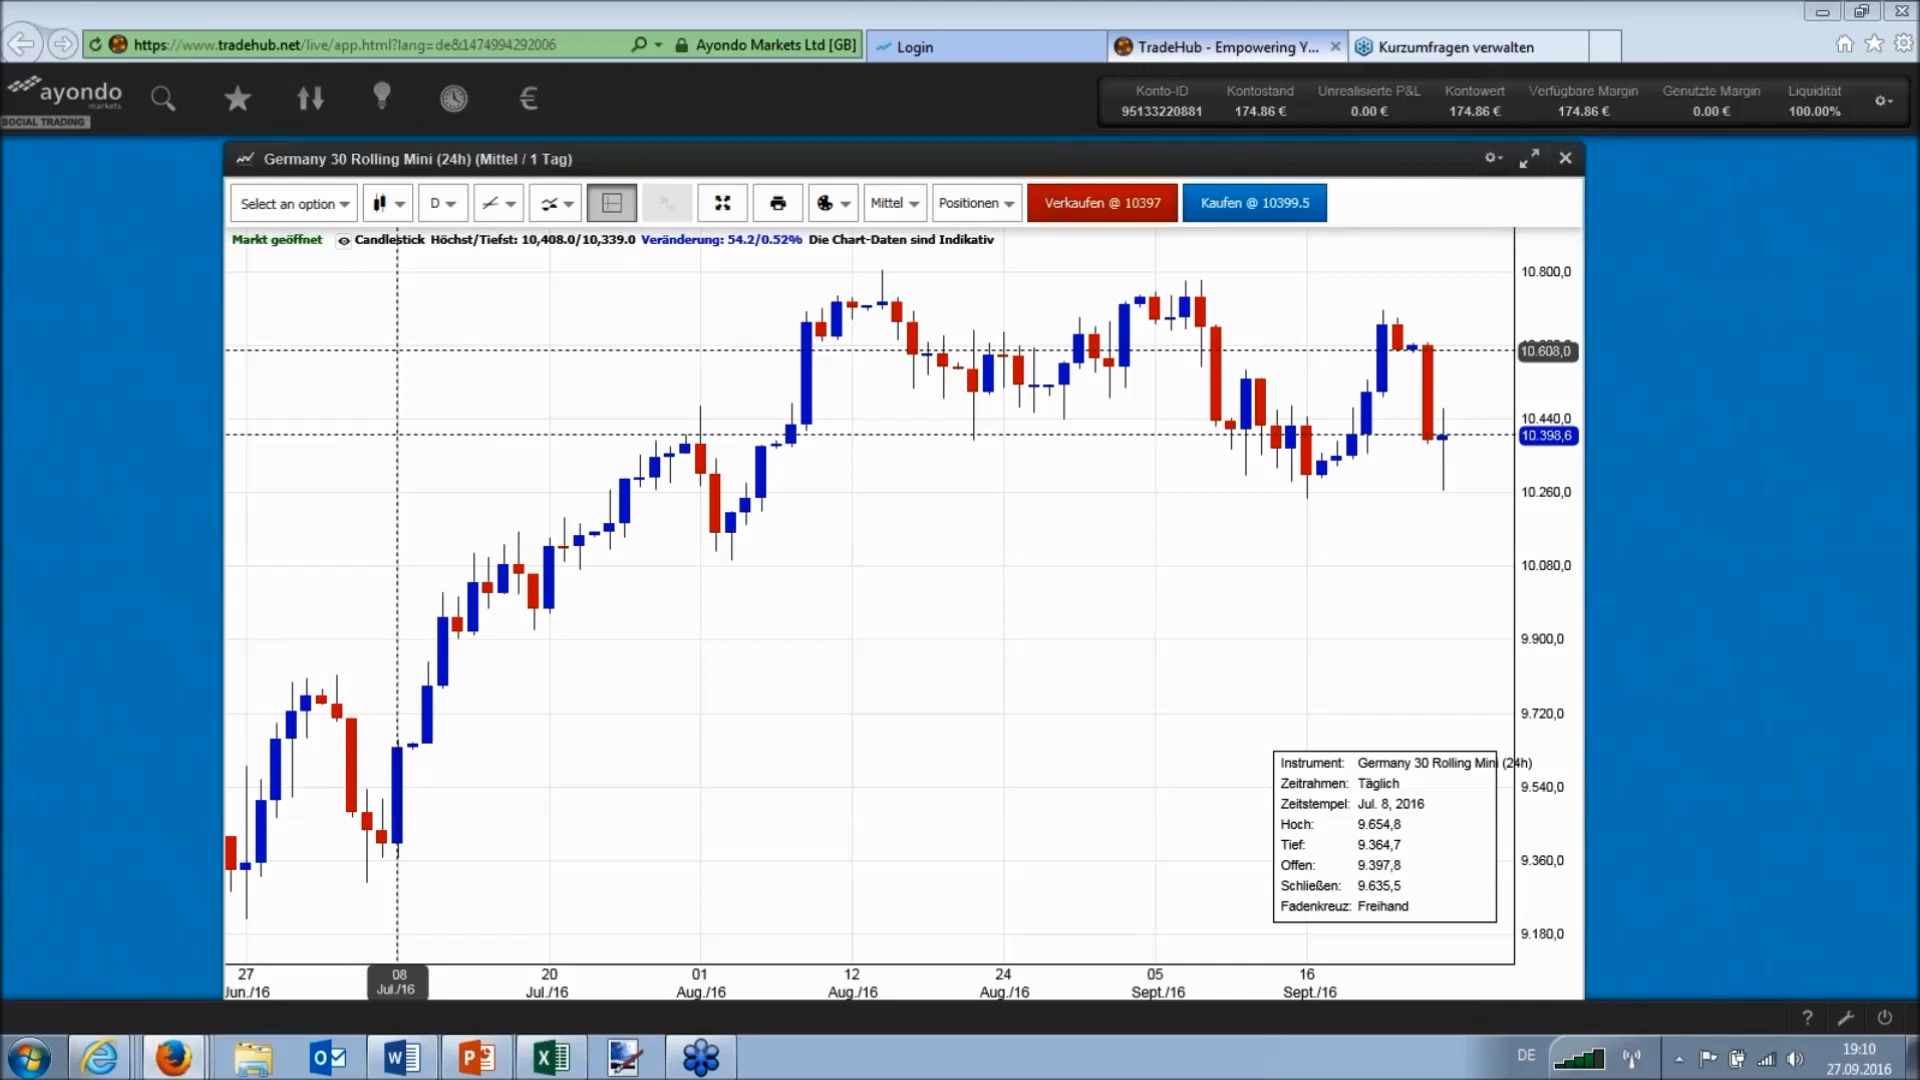 https://www.tradehub.net/live/app.html?lang=de&1474994292006
Ayondo Markets Ltd [GB]
Login
TradeHub - Empowering Y...
Kurzumfragen verwalten
ayondo
markets
SOCIAL TRADING
Konto-ID
95133220881
Kontostand
174.86 €
Unrealisierte P&L
0.00 €
Kontowert
174.86 €
Verfügbare Margin
174.86 €
Genutzte Margin
0.00 €
Liquidität
100.00%
Germany 30 Rolling Mini (24h) (Mittel / 1 Tag)
Select an option
D
Mittel
Positionen
Verkaufen @ 10397
Kaufen @ 10399.5
Markt geöffnet Candlestick Höchst/Tiefst: 10,408.0/10,339.0 Veränderung: 54.2/0.52% Die Chart-Daten sind Indikativ
10.800,0
10.608,0
10.440,0
10.398,6
10.260,0
10.080,0
9.900,0
9.720,0
9.540,0
9.360,0
9.180,0
Instrument: Germany 30 Rolling Mini (24h)
Zeitrahmen: Täglich
Zeitstempel: Jul. 8, 2016
Hoch: 9.654,8
Tief: 9.364,7
Offen: 9.397,8
Schließen: 9.635,5
Fadenkreuz: Freihand
27
Jun./16
08
Jul./16
20
Jul./16
01
Aug./16
12
Aug./16
24
Aug./16
05
Sept./16
16
Sept./16
DE
19:10
27.09.2016